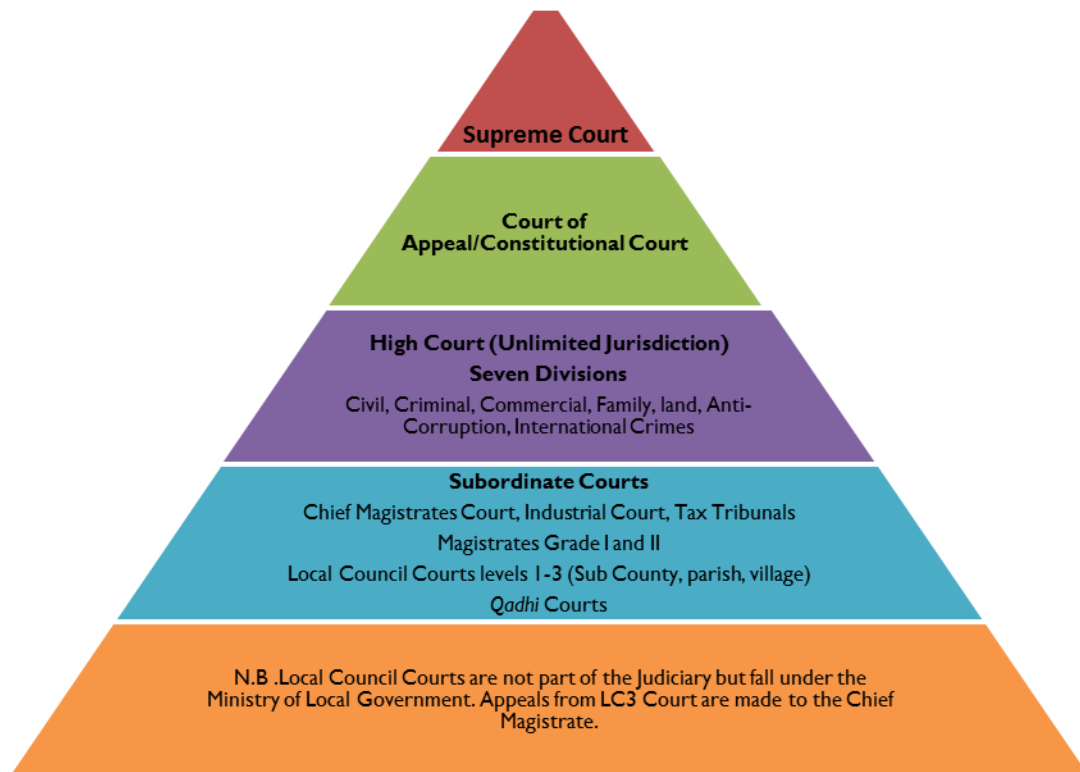 Supreme Court
Court of
Appeal/Constitutional Court
High Court (Unlimited Jurisdiction)
Seven Divisions
Civil, Criminal, Commercial, Family, land, Anti-
Corruption, International Crimes
Subordinate Courts
Chief Magistrates Court, Industrial Court, Tax Tribunals
Magistrates Grade I and II
Local Council Courts levels 1-3 (Sub County, parish, village)
Qadhi Courts
N.B .Local Council Courts are not part of the Judiciary but fall under the
Ministry of Local Government. Appeals from LC3 Court are made to the Chief
Magistrate.